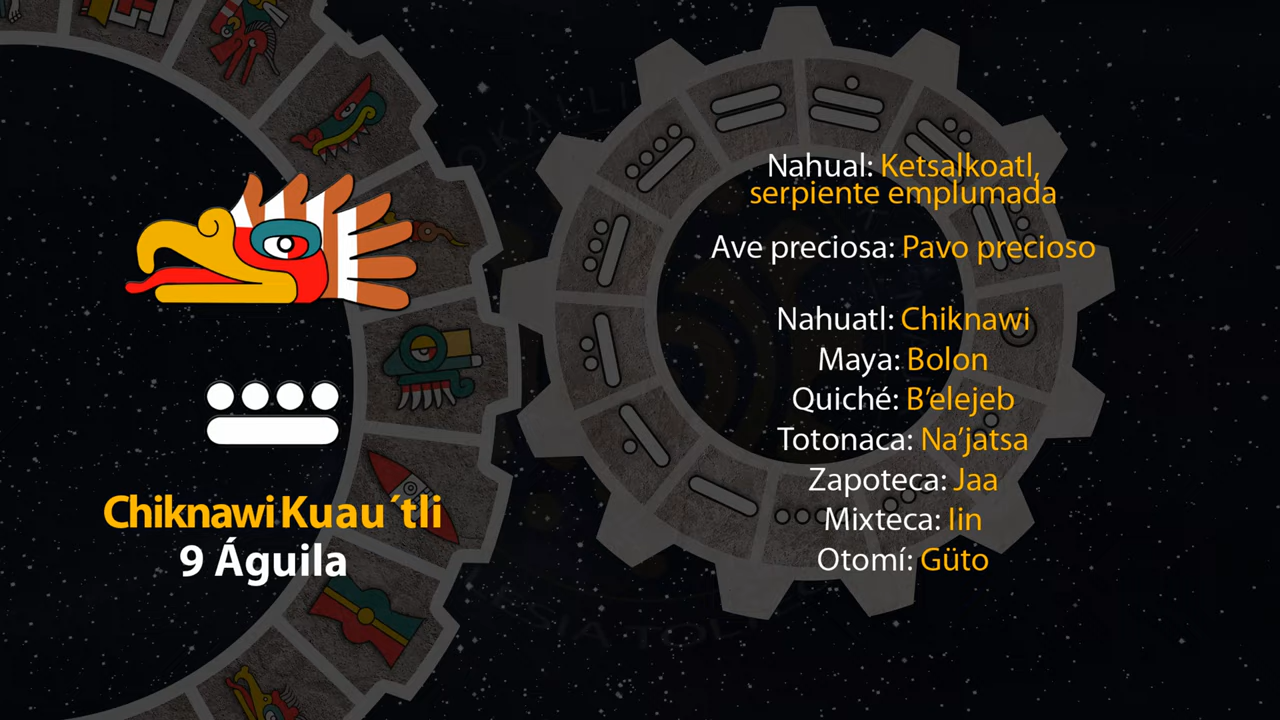 Nahual: Ketsalkoatl,
serpiente emplumada
Ave preciosa: Pavo precioso
Nahuatl: Chiknawi
Maya: Bolon
Quiché: B’elejeb
Totonaca: Na’jatsa
Zapoteca: Jaa
Mixteca: Iin
Otomí: Güto
Chiknawi Kuau´tli
9 Águila